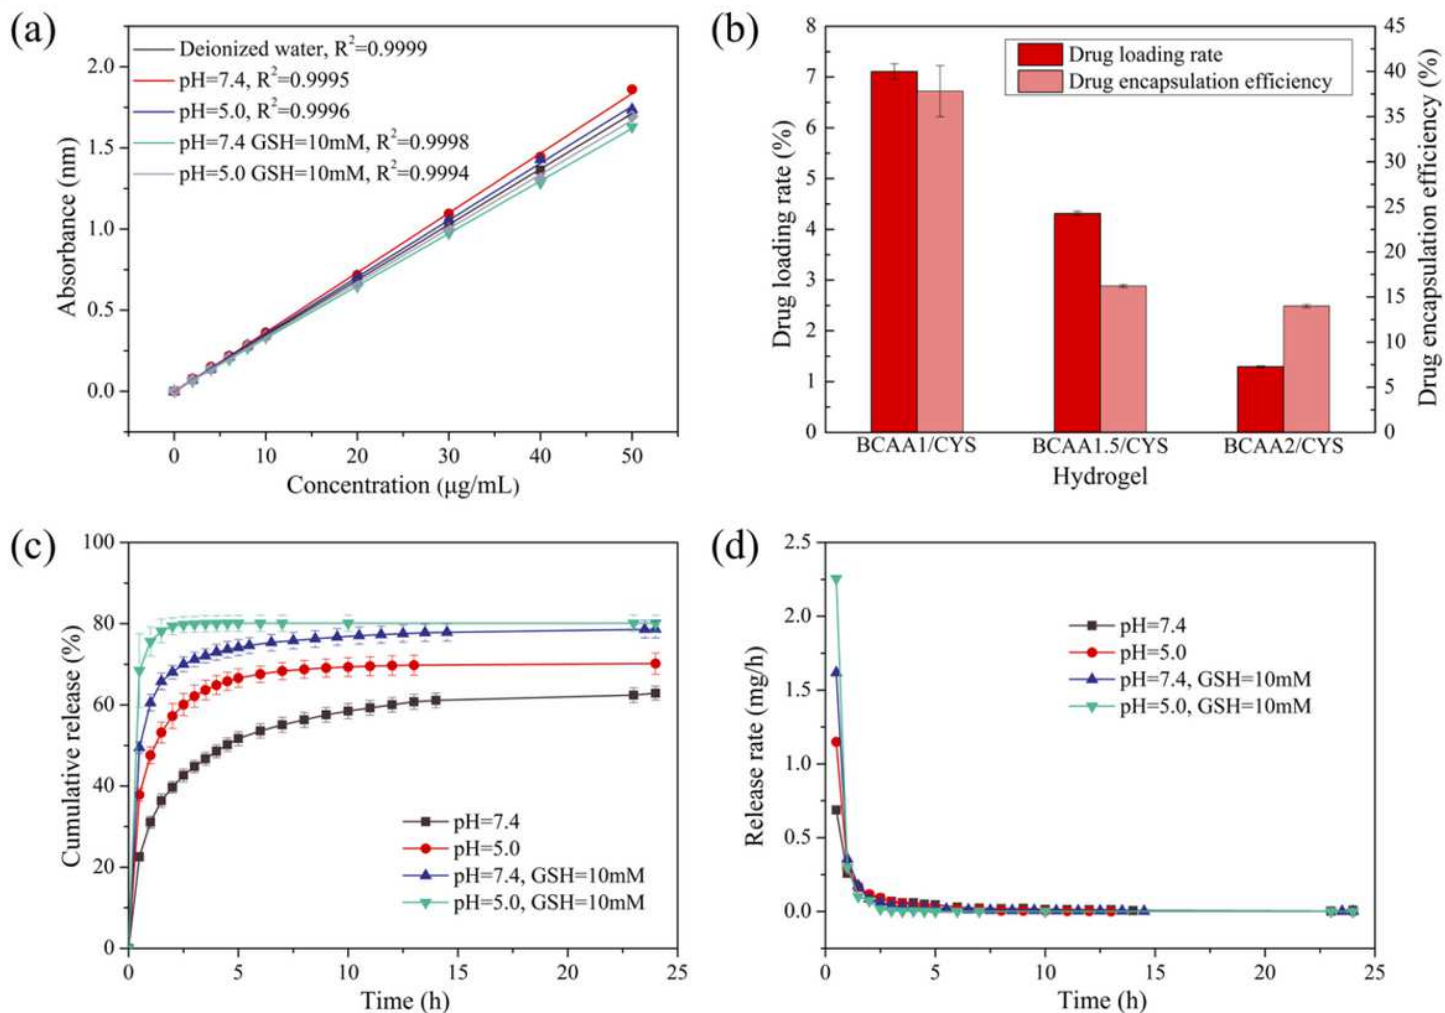 (a)
Deionized water, R²=0.9999
pH=7.4, R²=0.9995
pH=5.0, R²=0.9996
pH=7.4 GSH=10mM, R²=0.9998
pH=5.0 GSH=10mM, R²=0.9994
Absorbance (nm)
2.0
1.5
1.0
0.5
0.0
0 10 20 30 40 50
Concentration (μg/mL)
(b)
Drug loading rate
Drug encapsulation efficiency
Drug loading rate (%)
8
7
6
5
4
3
2
1
0
Drug encapsulation efficiency (%)
45
40
35
30
25
20
15
10
5
0
BCAA1/CYS BCAA1.5/CYS BCAA2/CYS
Hydrogel
(c)
Cumulative release (%)
100
80
60
40
20
0
pH=7.4
pH=5.0
pH=7.4, GSH=10mM
pH=5.0, GSH=10mM
0 5 10 15 20 25
Time (h)
(d)
Release rate (mg/h)
2.5
2.0
1.5
1.0
0.5
0.0
pH=7.4
pH=5.0
pH=7.4, GSH=10mM
pH=5.0, GSH=10mM
0 5 10 15 20 25
Time (h)